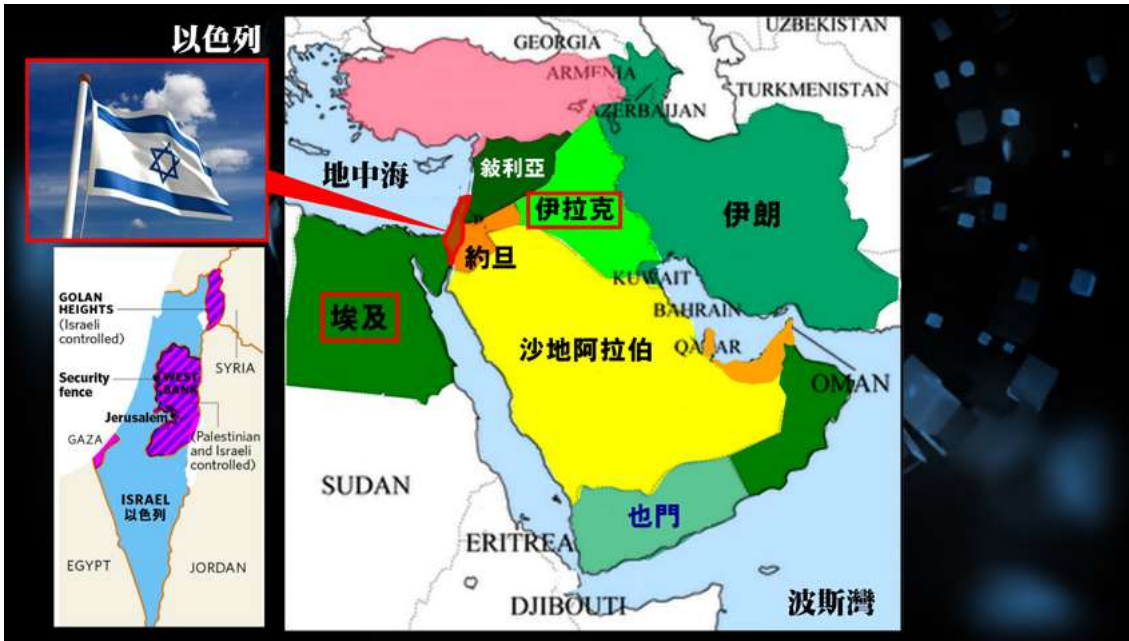 以色列
GEORGIA
UZBEKISTAN
ARMENIA
AZERBAIJAN
TURKMENISTAN
地中海
敍利亞
伊拉克
伊朗
約旦
埃及
KUWAIT
BAHRAIN
QATAR
沙地阿拉伯
OMAN
SUDAN
也門
ERITREA
DJIBOUTI
波斯灣
GOLAN
HEIGHTS
(Israeli
controlled)
SYRIA
Security
fence
WEST
BANK
Jerusalem
GAZA
(Palestinian
and Israeli
controlled)
ISRAEL
以色列
EGYPT
JORDAN